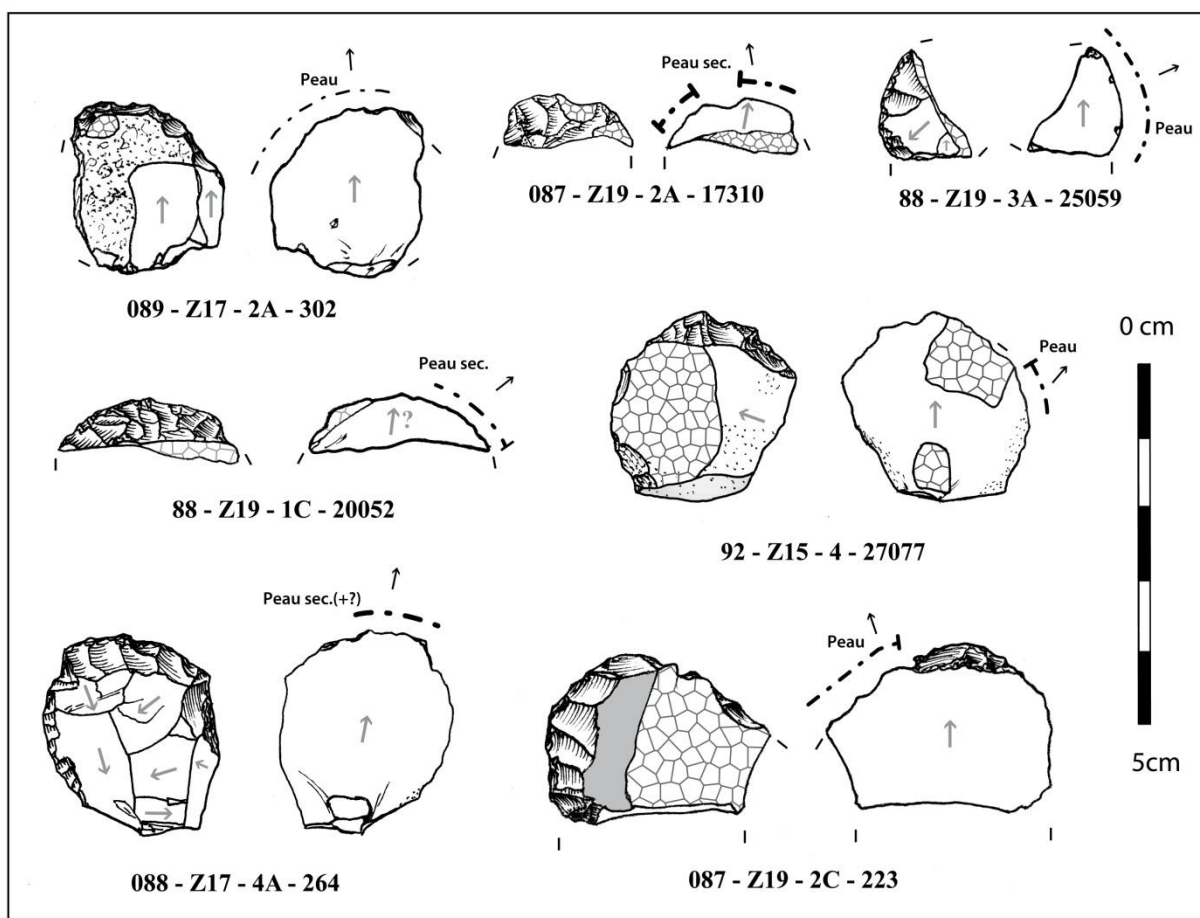 Peau
089 - Z17 - 2A - 302
Peau sec.
087 - Z19 - 2A - 17310
Peau
88 - Z19 - 3A - 25059
Peau sec.
?
88 - Z19 - 1C - 20052
Peau
92 - Z15 - 4 - 27077
0 cm
5cm
Peau sec.(+?)
088 - Z17 - 4A - 264
Peau
087 - Z19 - 2C - 223